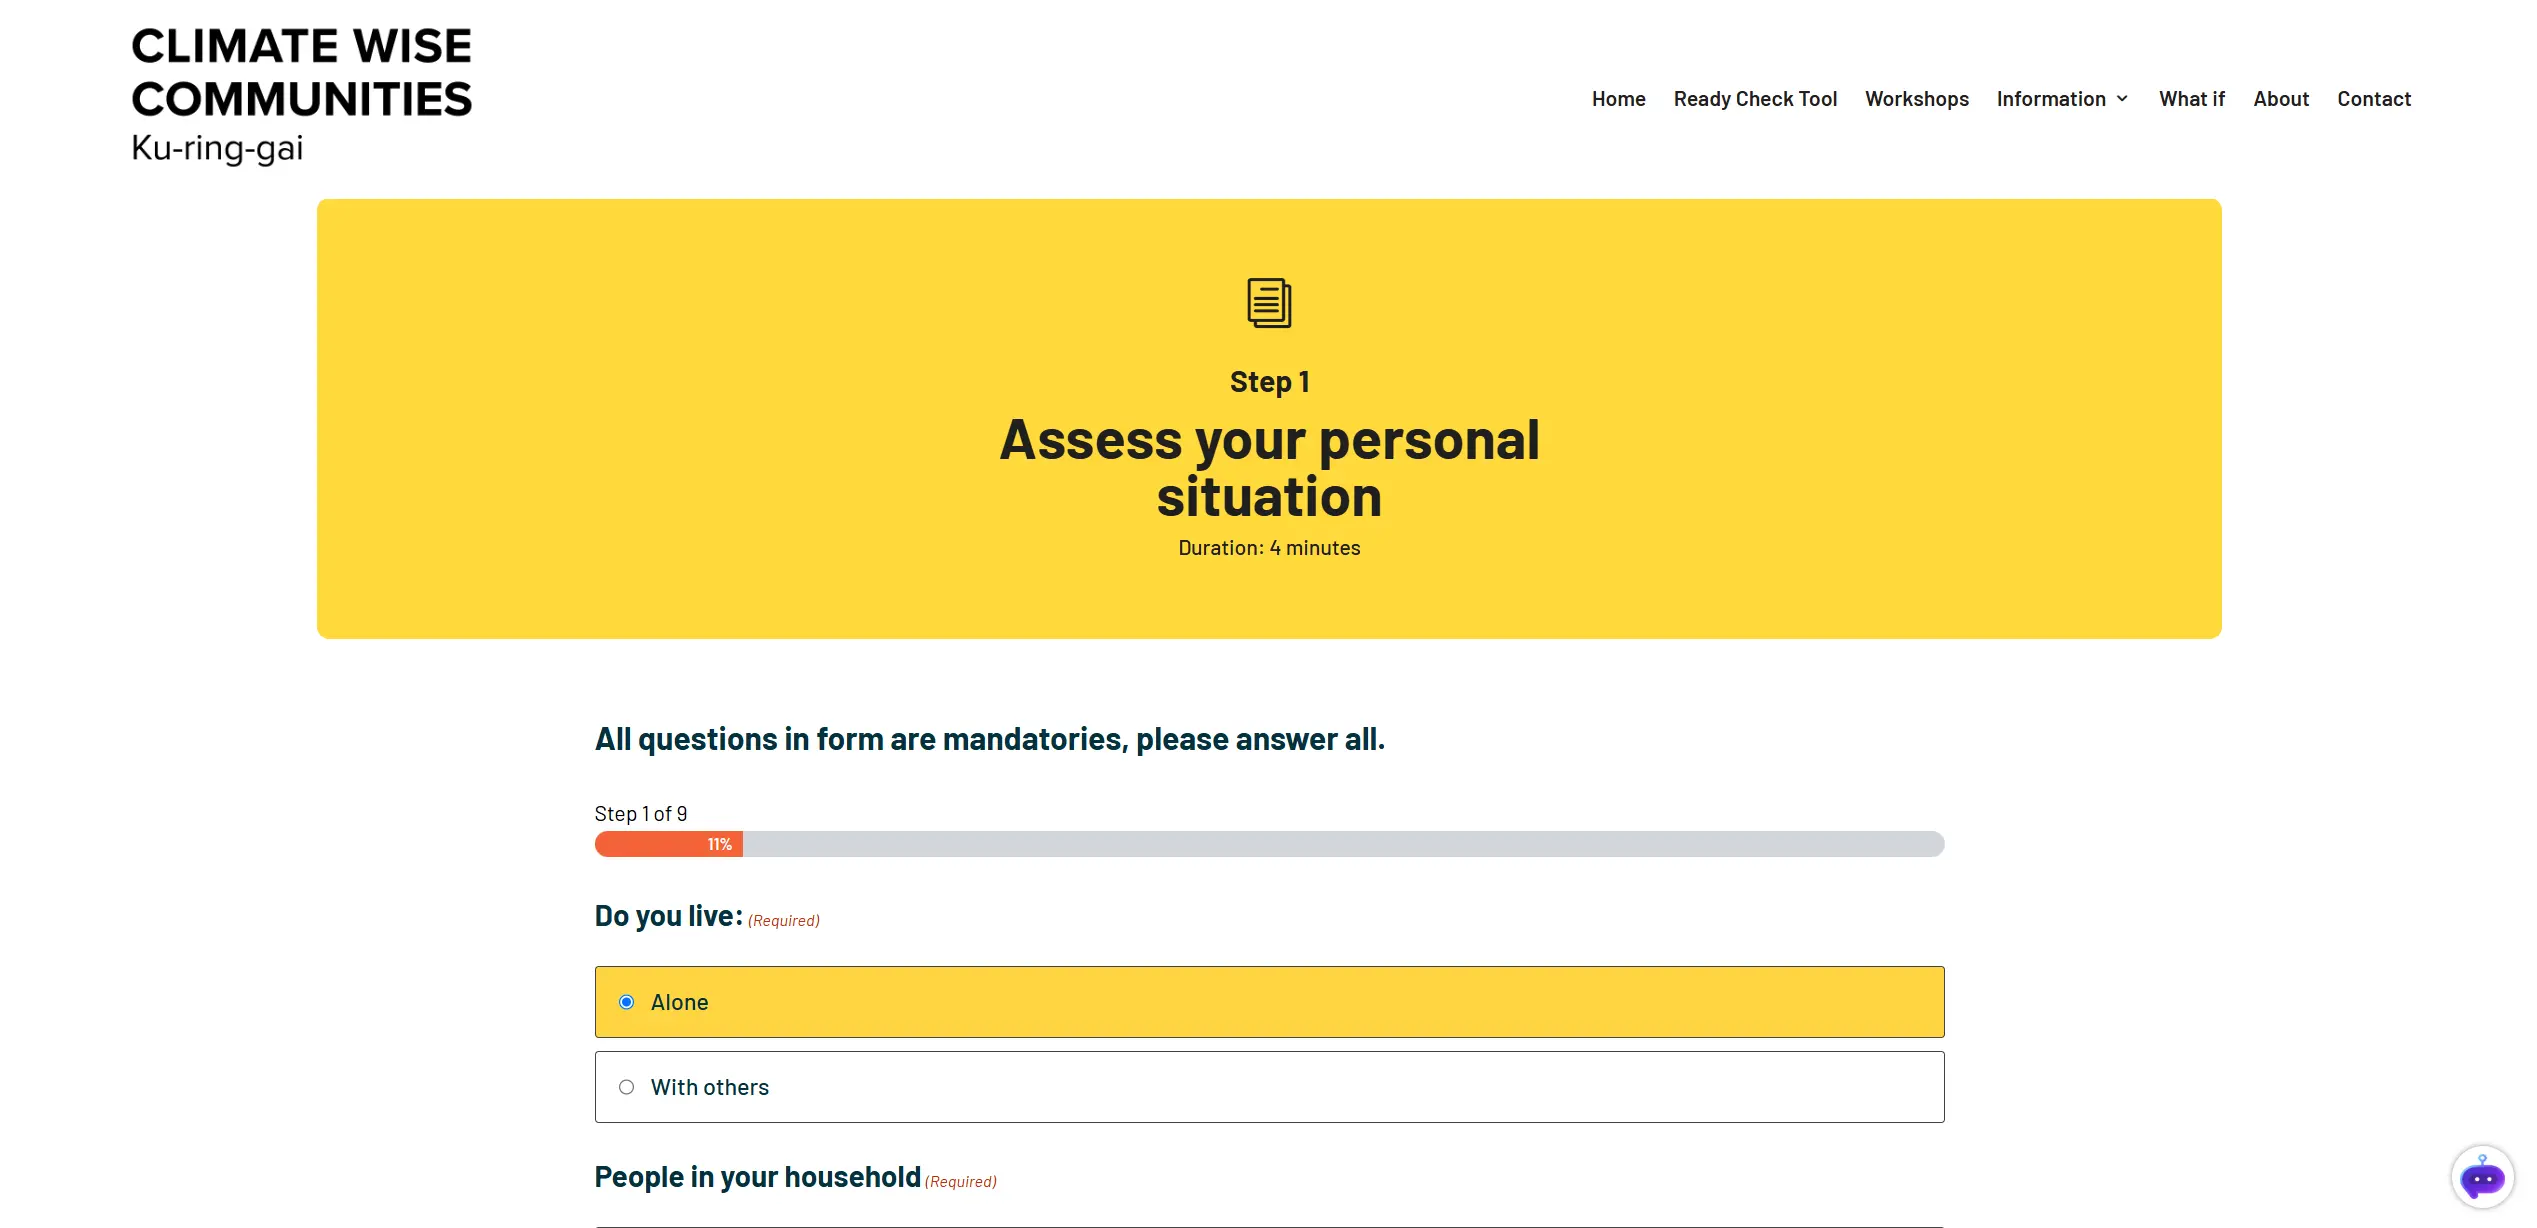 CLIMATE WISE
COMMUNITIES
Ku-ring-gai
Home Ready Check Tool Workshops Information What if About Contact
Step 1
Assess your personal
situation
Duration: 4 minutes
All questions in form are mandatories, please answer all.
Step 1 of 9
11%
Do you live: (Required)
Alone
With others
People in your household (Required)